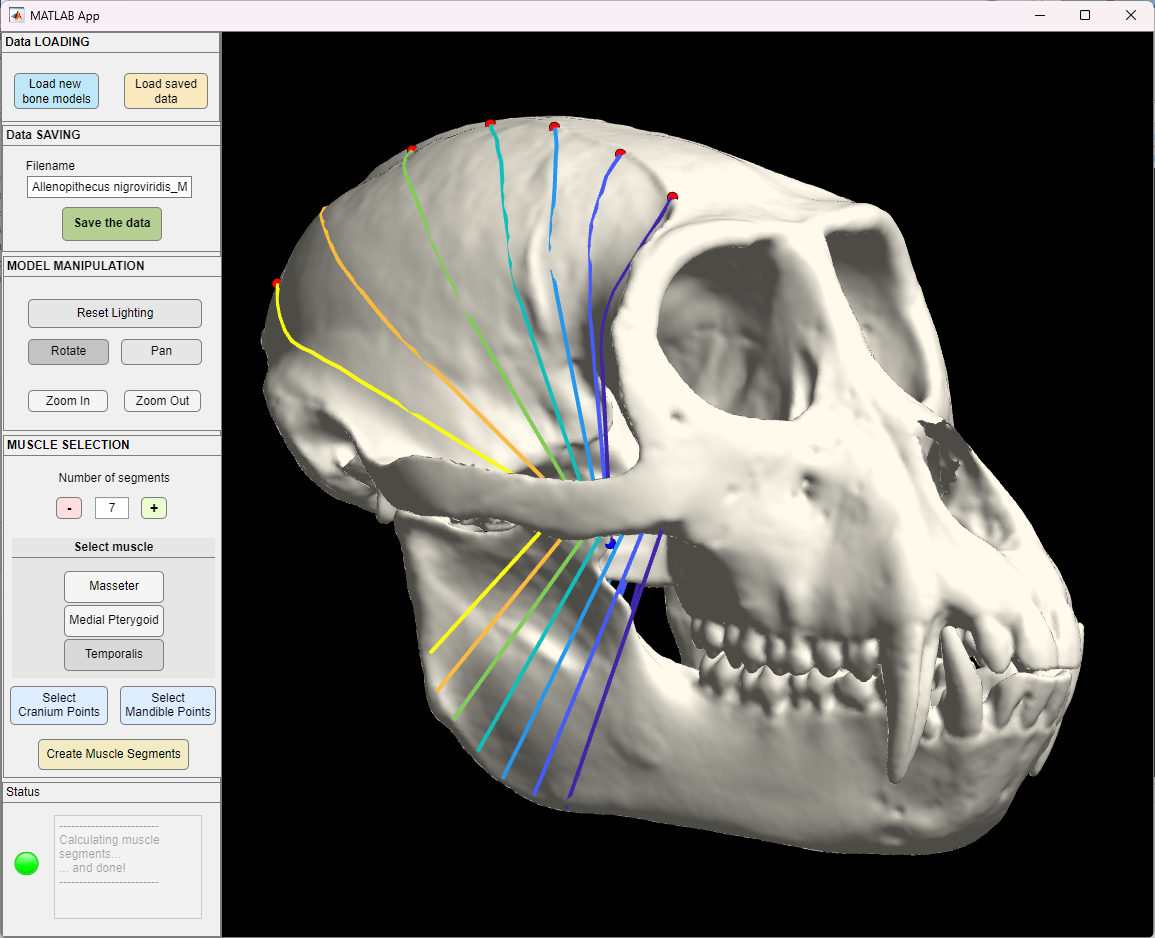 MATLAB App
Data LOADING
Load new
bone models
Load saved
data
Data SAVING
Filename
Allenopithecus nigroviridis_M
Save the data
MODEL MANIPULATION
Reset Lighting
Rotate
Pan
Zoom In
Zoom Out
MUSCLE SELECTION
Number of segments
-
7
+
Select muscle
Masseter
Medial Pterygoid
Temporalis
Select
Cranium Points
Select
Mandible Points
Create Muscle Segments
Status
-------------------------
Calculating muscle
segments...
... and done!
-------------------------